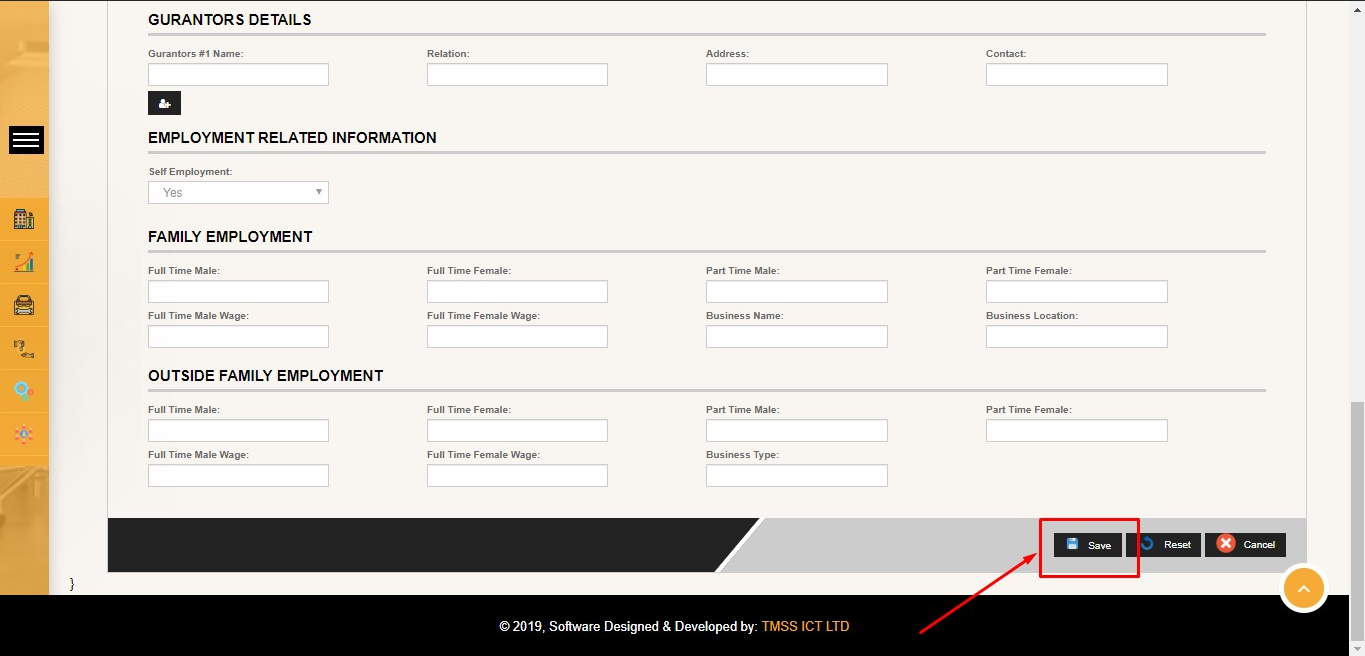 GURANTORS DETAILS
Gurantors #1 Name: Relation: Address: Contact:
EMPLOYMENT RELATED INFORMATION
Self Employment:
Yes
FAMILY EMPLOYMENT
Full Time Male: Full Time Female: Part Time Male: Part Time Female:
Full Time Male Wage: Full Time Female Wage: Business Name: Business Location:
OUTSIDE FAMILY EMPLOYMENT
Full Time Male: Full Time Female: Part Time Male: Part Time Female:
Full Time Male Wage: Full Time Female Wage: Business Type:
Save Reset Cancel
}
© 2019, Software Designed & Developed by: TMSS ICT LTD